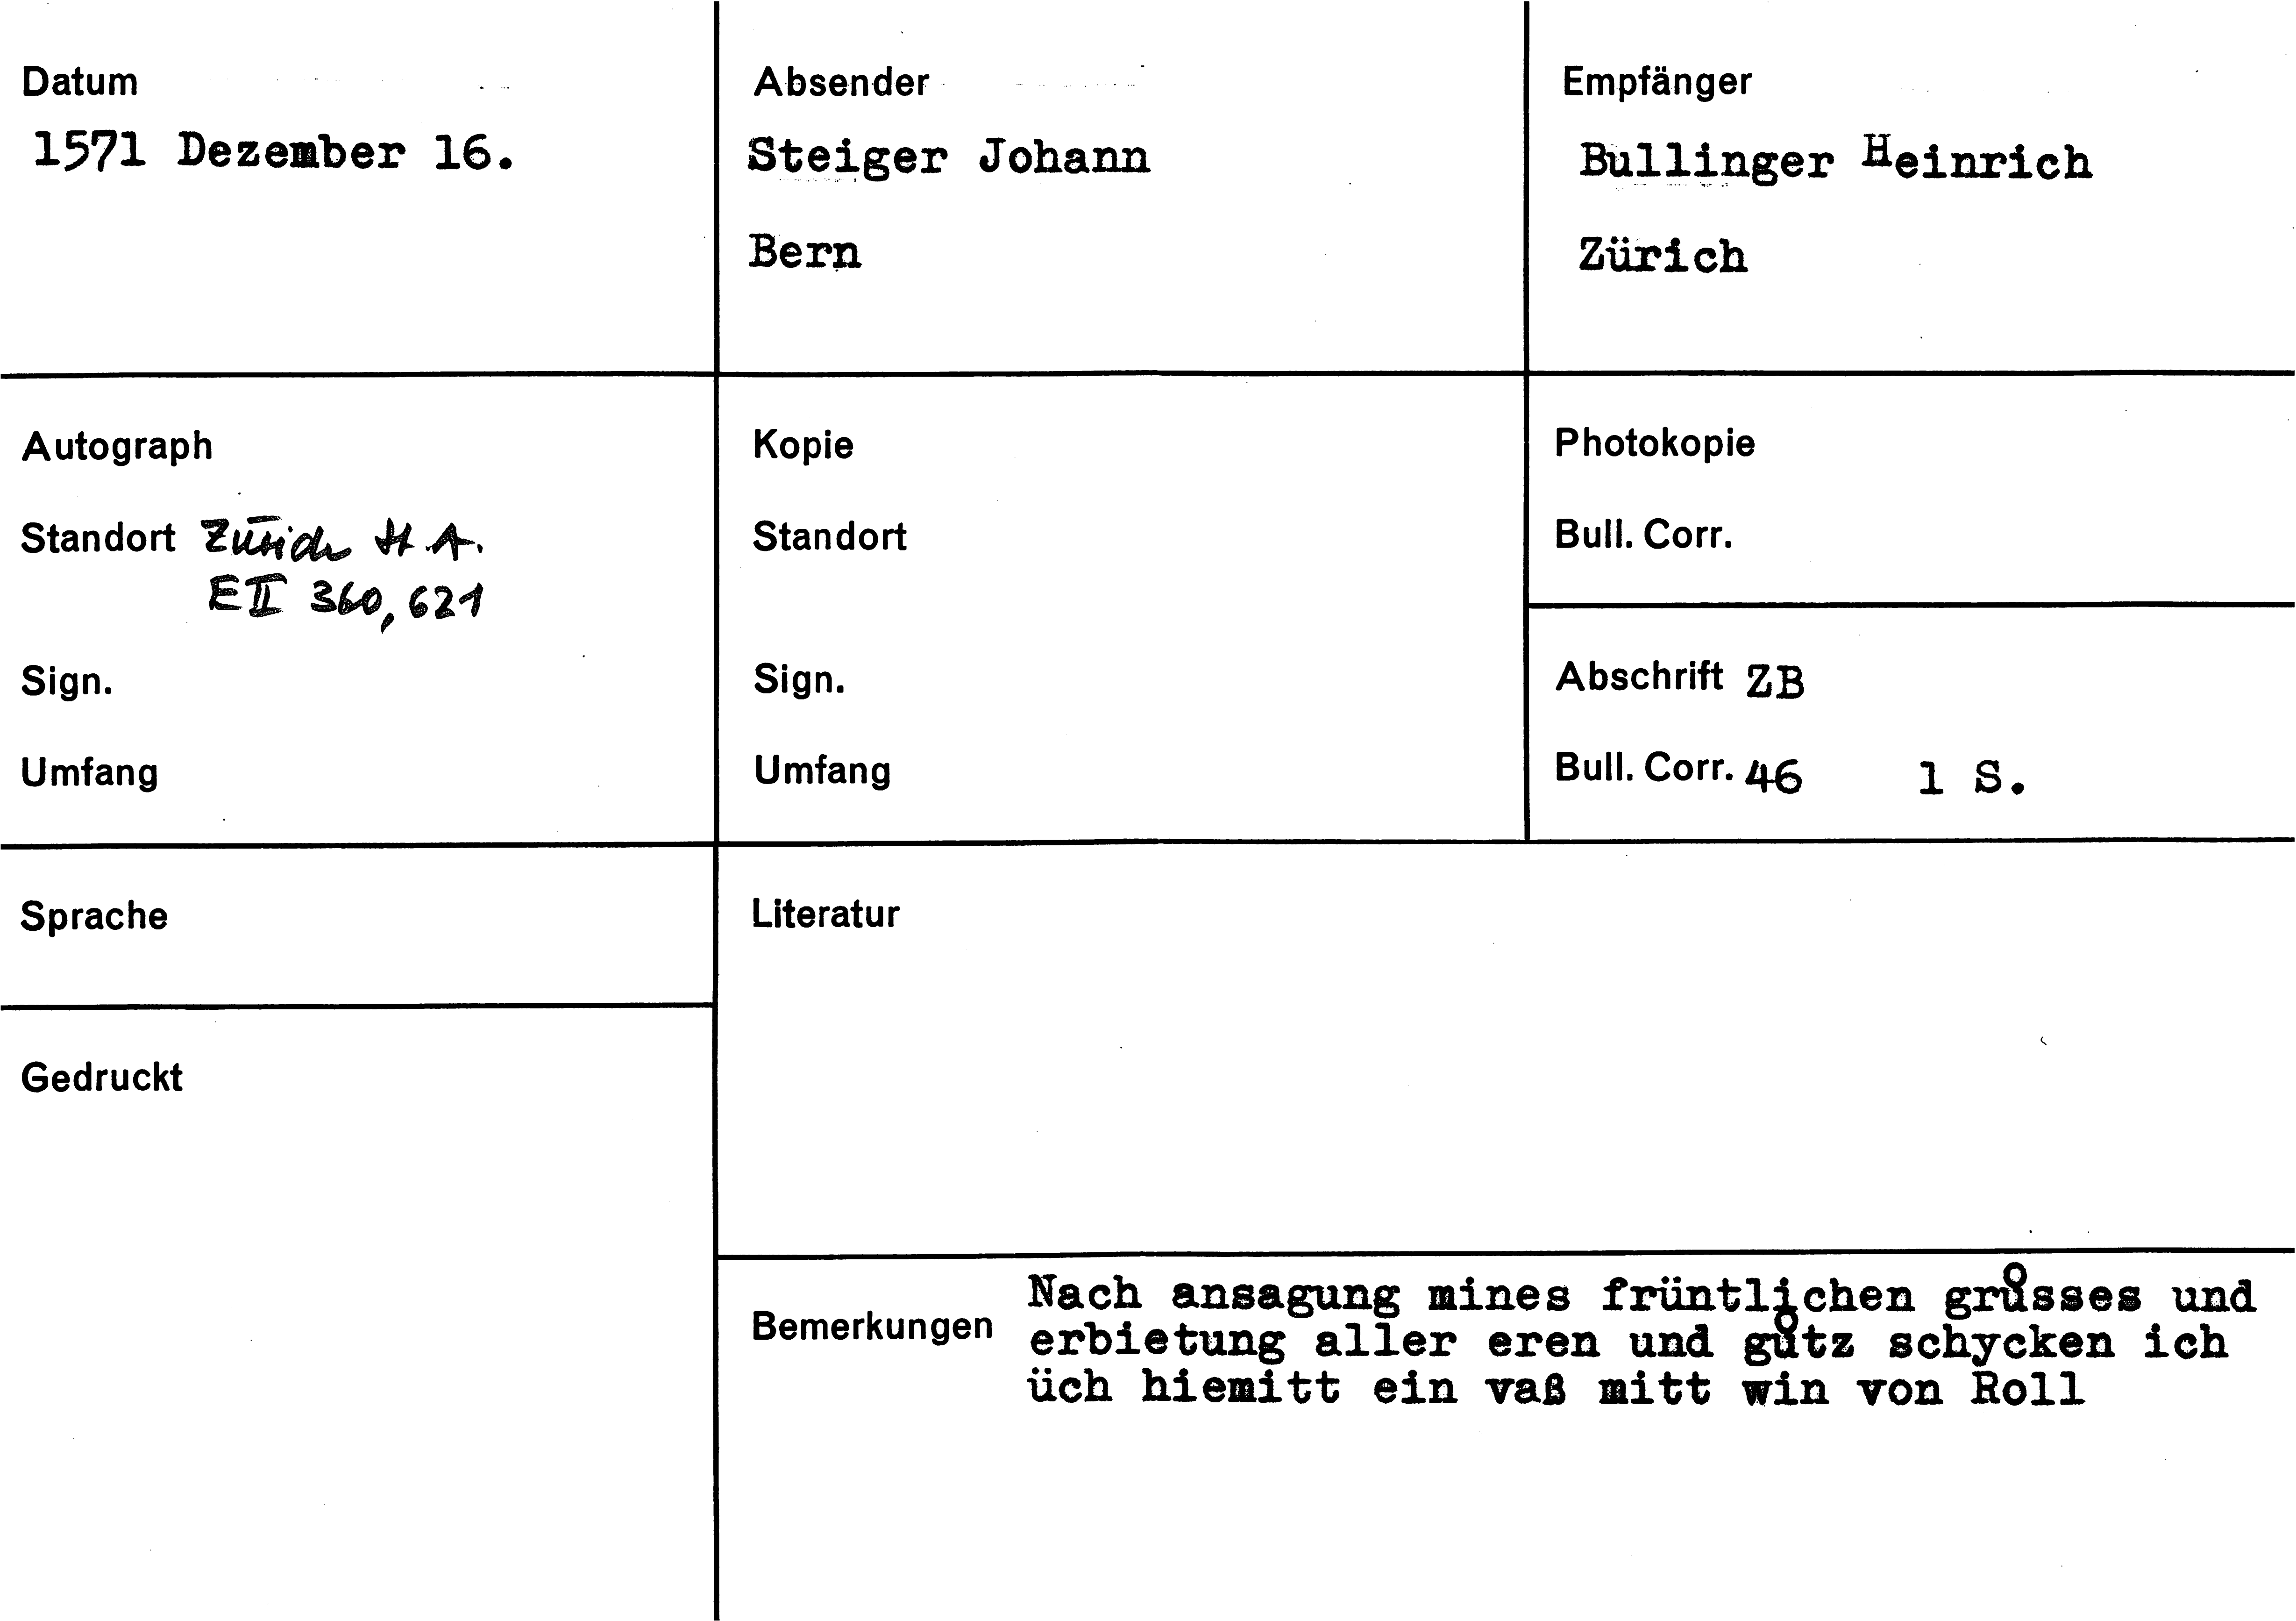 Datum
1571 Dezember 16.
Absender
Steiger Johann
Bern
Empfänger
Bullinger Heinrich
Zürich
Autograph
Standort Zürich St.A.
E II 360, 621
Sign.
Umfang
Kopie
Standort
Sign.
Umfang
Photokopie
Bull. Corr.
Abschrift ZB
Bull. Corr. 46 1 S.
Sprache
Gedruckt
Literatur
Bemerkungen
Nach ansagung mines früntlichen grůsses und
erbietung aller eren und gůtz schycken ich
üch hiemitt ein vaß mitt win von Roll